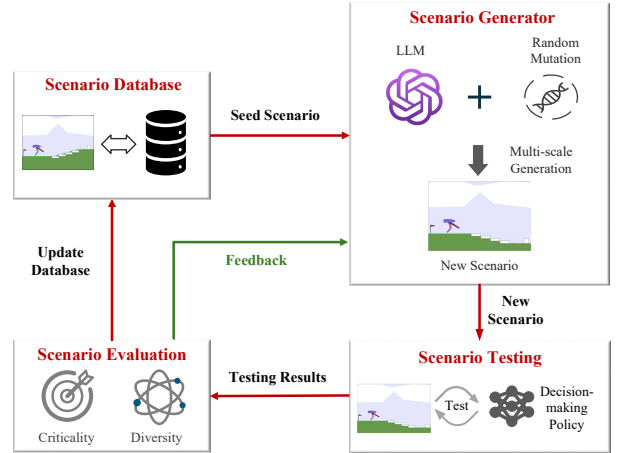 Scenario Generator
LLM
Random
Mutation
Multi-scale
Generation
New Scenario
Scenario Database
Seed Scenario
Update
Database
Feedback
New
Scenario
Scenario Evaluation
Criticality
Diversity
Testing Results
Scenario Testing
Test
Decision-
making
Policy